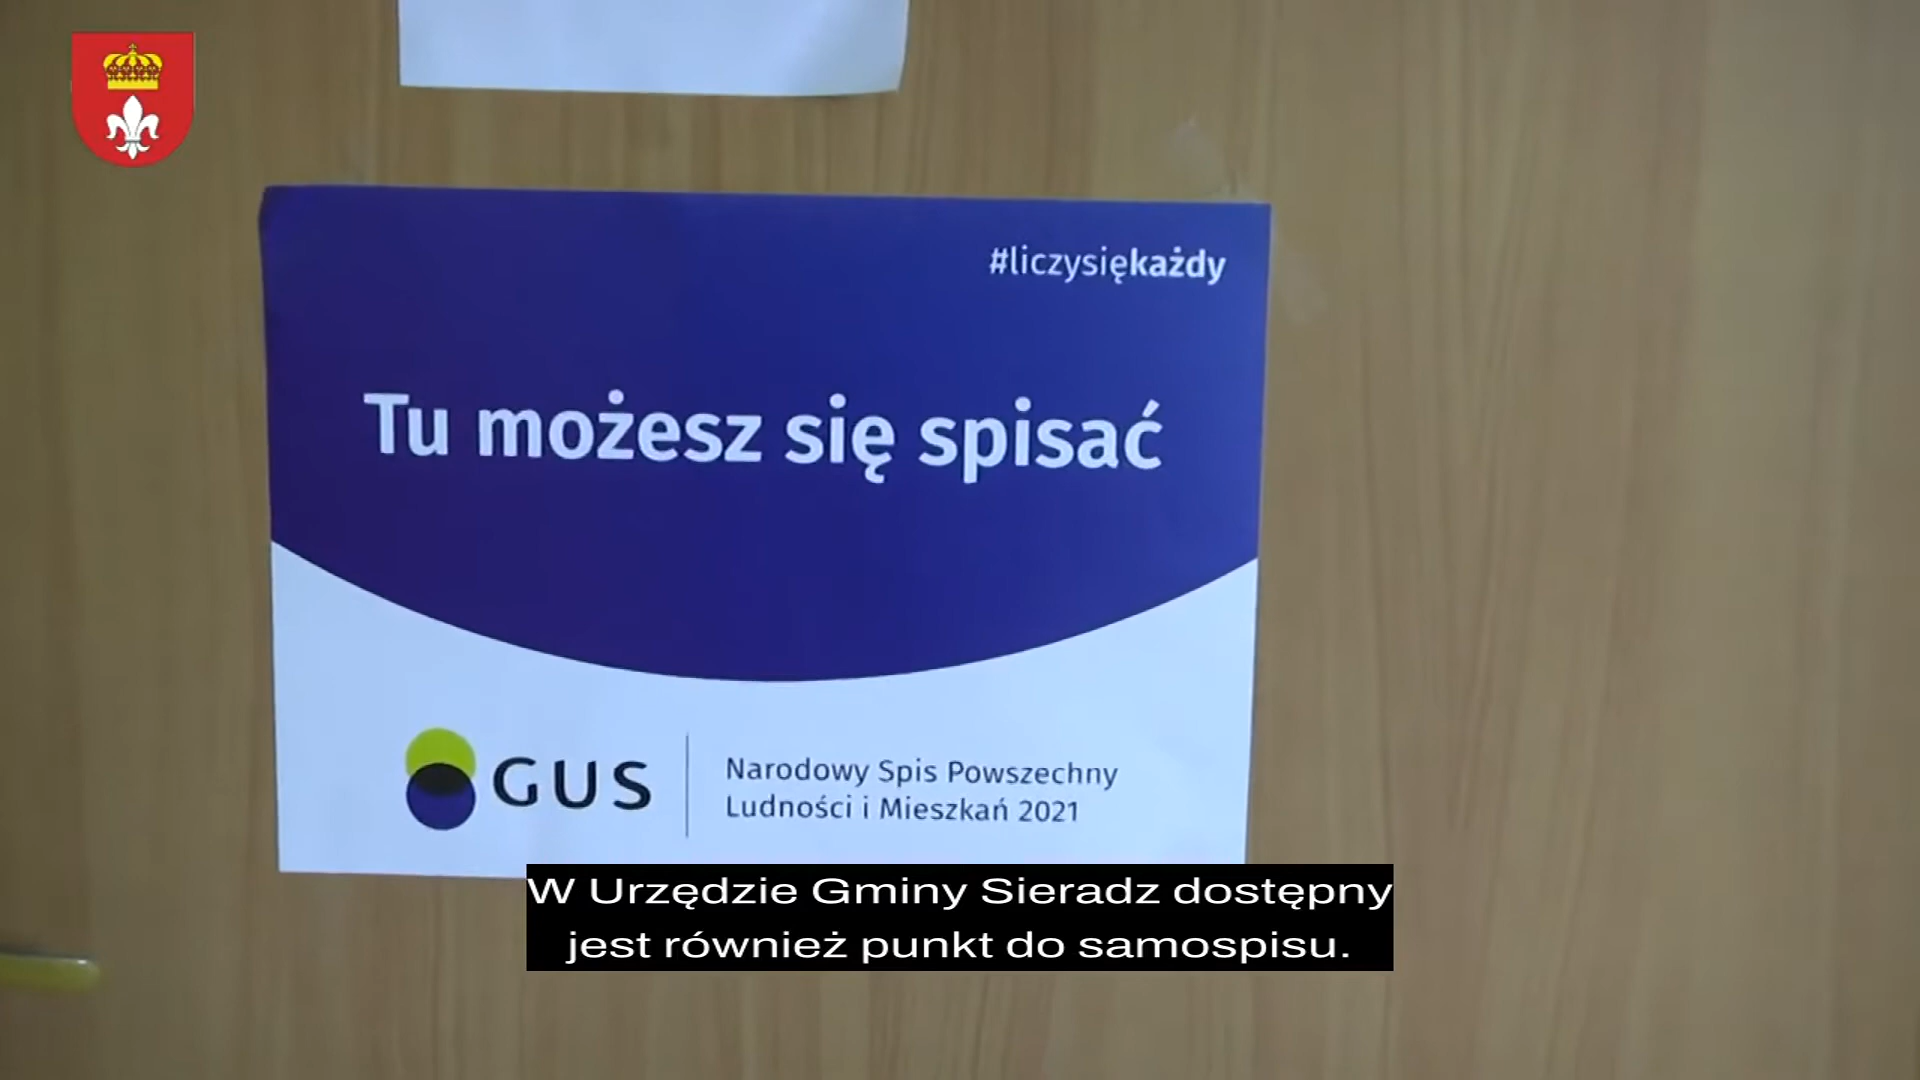 #liczysiękażdy
Tu możesz się spisać
GUS
Narodowy Spis Powszechny
Ludności i Mieszkań 2021
W Urzędzie Gminy Sieradz dostępny
jest również punkt do samospisu.